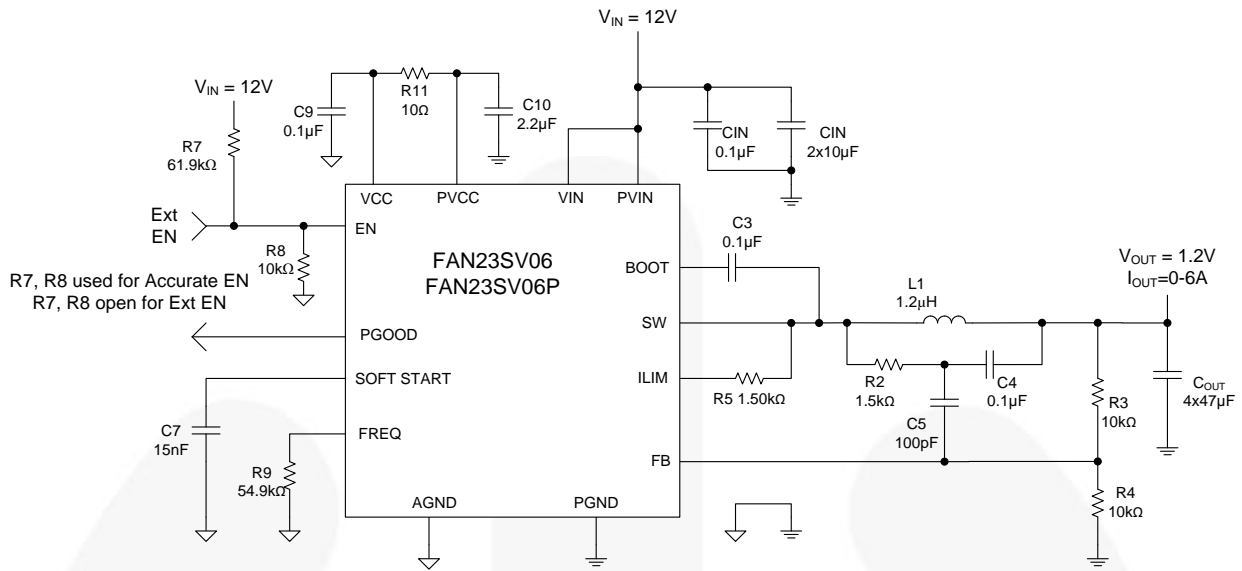 V_IN = 12V
V_IN = 12V
R7
61.9kΩ
C9
0.1µF
R11
10Ω
C10
2.2µF
CIN
0.1µF
CIN
2x10µF
Ext
EN
R8
10kΩ
R7, R8 used for Accurate EN
R7, R8 open for Ext EN
VCC
PVCC
VIN
PVIN
EN
FAN23SV06
FAN23SV06P
BOOT
SW
ILIM
FB
PGOOD
SOFT START
FREQ
AGND
PGND
C3
0.1µF
L1
1.2µH
V_OUT = 1.2V
I_OUT=0-6A
R5 1.50kΩ
R2
1.5kΩ
C4
0.1µF
C5
100pF
R3
10kΩ
C_OUT
4x47µF
R4
10kΩ
C7
15nF
R9
54.9kΩ